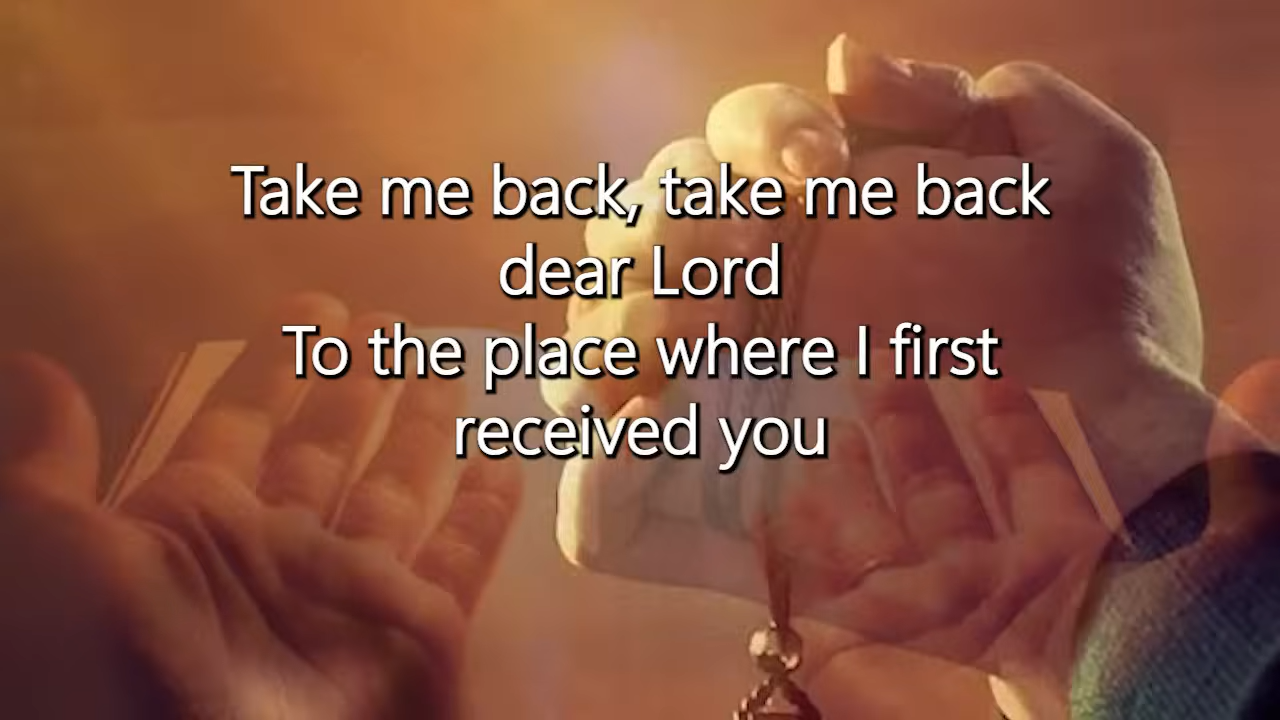 Take me back, take me back
dear Lord
To the place where I first
received you